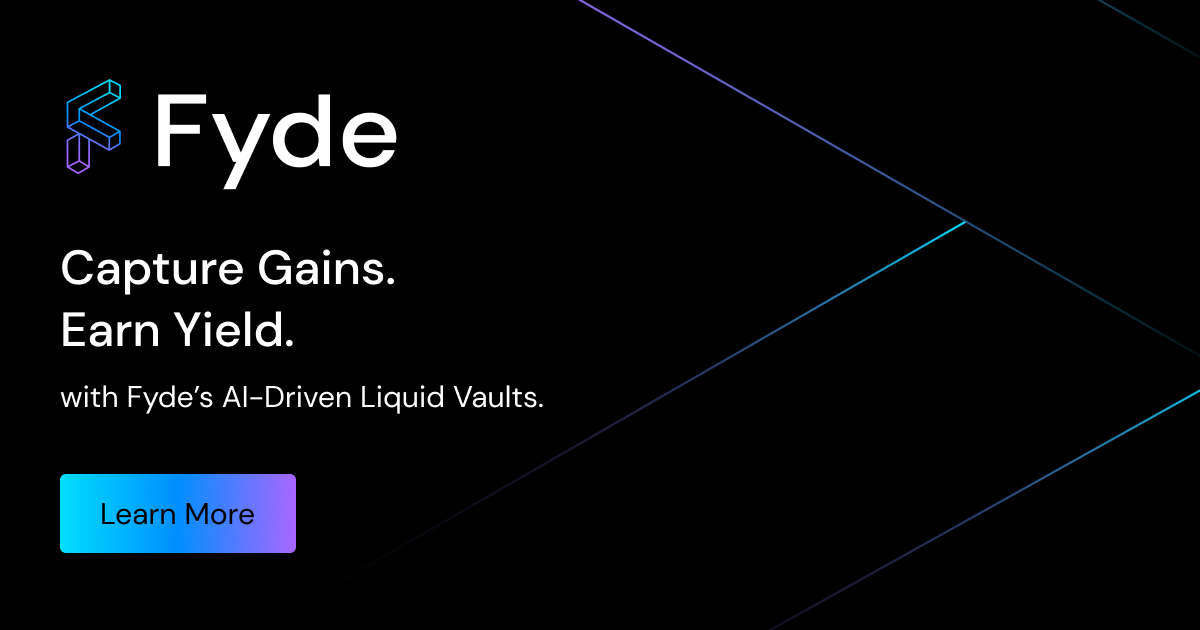 Fyde
Capture Gains.
Earn Yield.
with Fyde’s AI-Driven Liquid Vaults.
Learn More